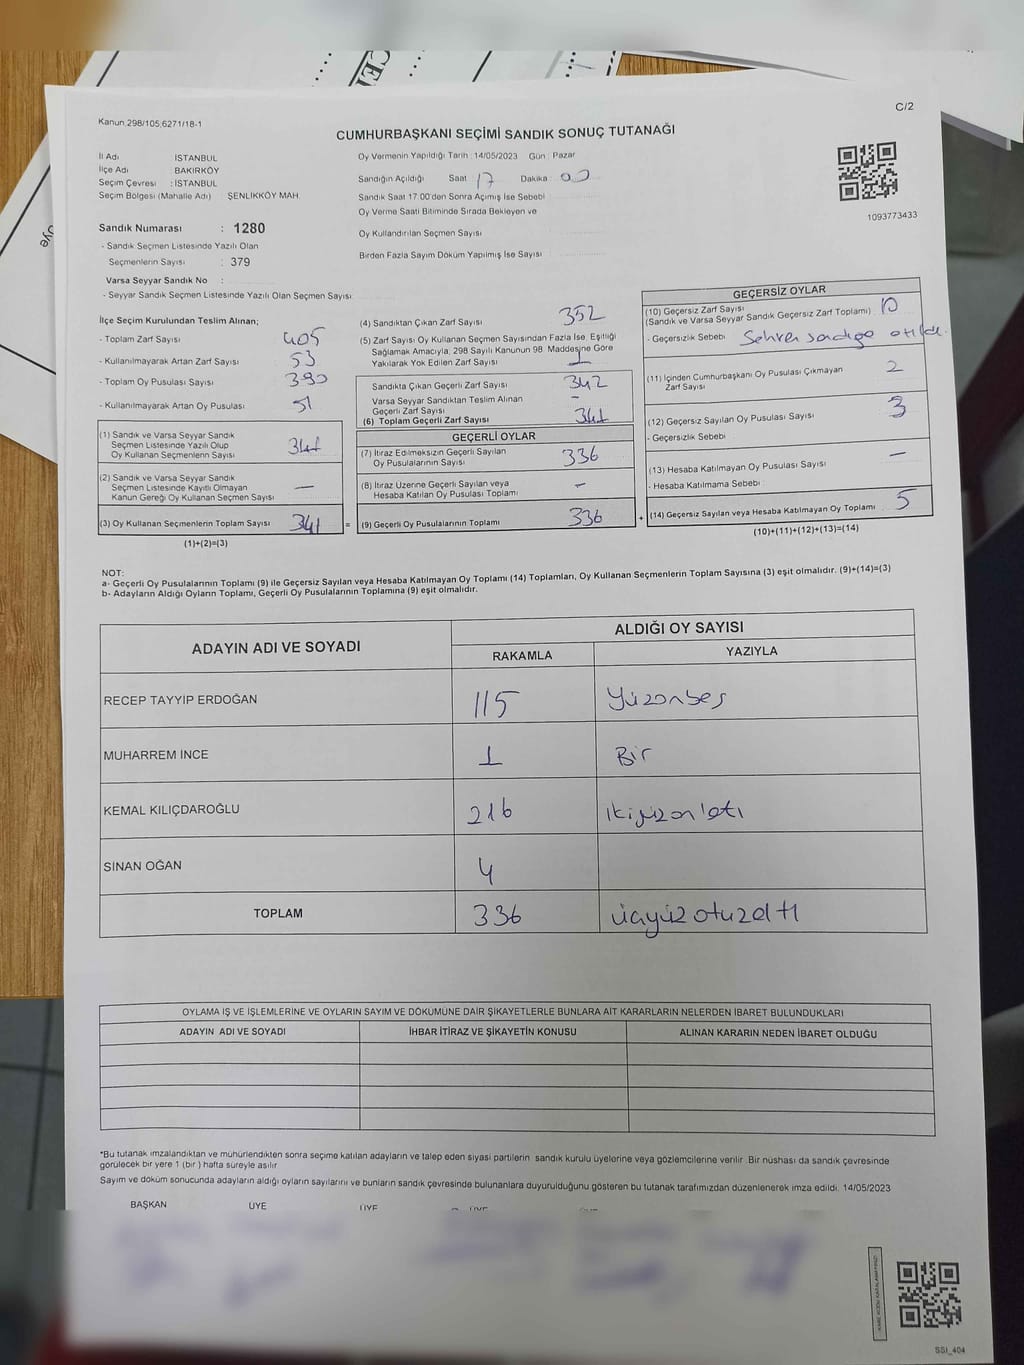 Kanun 298/105,6271/18-1
C/2
CUMHURBAŞKANI SEÇİMİ SANDIK SONUÇ TUTANAĞI
İl Adı İSTANBUL
İlçe Adı BAKIRKÖY
Seçim Çevresi : İSTANBUL
Seçim Bölgesi (Mahalle Adı) ŞENLİKKÖY MAH
Oy Vermenin Yapıldığı Tarih : 14/05/2023 Gün : Pazar
Sandığın Açıldığı Saat 17 Dakika 00
Sandık Saat 17:00'den Sonra Açımış İse Sebebi
Oy Verme Saati Bitiminde Sırada Bekleyen ve
Oy Kullandırılan Seçmen Sayısı
Birden Fazla Sayım Döküm Yapılmış İse Sayısı
1093773433
Sandık Numarası : 1280
- Sandık Seçmen Listesinde Yazılı Olan
Seçmenlerin Sayısı : 379
Varsa Seyyar Sandık No :
- Seyyar Sandık Seçmen Listesinde Yazılı Olan Seçmen Sayısı:
İlçe Seçim Kurulundan Teslim Alınan;
- Toplam Zarf Sayısı 405
- Kullanılmayarak Artan Zarf Sayısı 53
- Toplam Oy Pusulası Sayısı 390
- Kullanılmayarak Artan Oy Pusulası 51
(1) Sandık ve Varsa Seyyar Sandık
Seçmen Listesinde Yazılı Olup
Oy Kullanan Seçmenlerin Sayısı 341
(2) Sandık ve Varsa Seyyar Sandık
Seçmen Listesinde Kayıtlı Olmayan
Kanun Gereği Oy Kullanan Seçmen Sayısı —
(3) Oy Kullanan Seçmenlerin Toplam Sayısı 341 =
(1)+(2)=(3)
(4) Sandıktan Çıkan Zarf Sayısı 352
(5) Zarf Sayısı Oy Kullanan Seçmen Sayısından Fazla İse, Eşitliği
Sağlamak Amacıyla, 298 Sayılı Kanunun 98. Maddesine Göre
Yakılarak Yok Edilen Zarf Sayısı 1
Sandıkta Çıkan Geçerli Zarf Sayısı 342
Varsa Seyyar Sandıktan Teslim Alınan
Geçerli Zarf Sayısı -
(6) Toplam Geçerli Zarf Sayısı 341
GEÇERLİ OYLAR
(7) İtiraz Edilmeksizin Geçerli Sayılan
Oy Pusulalarının Sayısı 336
(8) İtiraz Üzerine Geçerli Sayılan veya
Hesaba Katılan Oy Pusulası Toplamı -
(9) Geçerli Oy Pusulalarının Toplamı 336 +
GEÇERSİZ OYLAR
(10) Geçersiz Zarf Sayısı
(Sandık ve Varsa Seyyar Sandık Geçersiz Zarf Toplamı) 10
- Geçersizlik Sebebi Sehven sandığa atıldı.
(11) İçinden Cumhurbaşkanı Oy Pusulası Çıkmayan
Zarf Sayısı 2
(12) Geçersiz Sayılan Oy Pusulası Sayısı 3
- Geçersizlik Sebebi
(13) Hesaba Katılmayan Oy Pusulası Sayısı —
- Hesaba Katılmama Sebebi
(14) Geçersiz Sayılan veya Hesaba Katılmayan Oy Toplamı 5
(10)+(11)+(12)+(13)=(14)
NOT:
a- Geçerli Oy Pusulalarının Toplamı (9) ile Geçersiz Sayılan veya Hesaba Katılmayan Oy Toplamı (14) Toplamları, Oy Kullanan Seçmenlerin Toplam Sayısına (3) eşit olmalıdır. (9)+(14)=(3)
b- Adayların Aldığı Oyların Toplamı, Geçerli Oy Pusulalarının Toplamına (9) eşit olmalıdır.
ADAYIN ADI VE SOYADI
ALDIĞI OY SAYISI
RAKAMLA YAZIYLA
RECEP TAYYİP ERDOĞAN 115 Yüzonbeş
MUHARREM İNCE 1 Bir
KEMAL KILIÇDAROĞLU 216 ikiyüzonaltı
SİNAN OĞAN 4
TOPLAM 336 üçyüzotuzaltı
OYLAMA İŞ VE İŞLEMLERİNE VE OYLARIN SAYIM VE DÖKÜMÜNE DAİR ŞİKAYETLERLE BUNLARA AİT KARARLARIN NELERDEN İBARET BULUNDUKLARI
ADAYIN ADI VE SOYADI İHBAR İTİRAZ VE ŞİKAYETİN KONUSU ALINAN KARARIN NEDEN İBARET OLDUĞU
*Bu tutanak imzalandıktan ve mühürlendikten sonra seçime katılan adayların ve talep eden siyasi partilerin sandık kurulu üyelerine veya gözlemcilerine verilir. Bir nüshası da sandık çevresinde
görülecek bir yere 1 (bir) hafta süreyle asılır
Sayım ve döküm sonucunda adayların aldığı oyların sayılarını ve bunların sandık çevresinde bulunanlara duyurulduğunu gösteren bu tutanak tarafımızdan düzenlenerek imza edildi. 14/05/2023
BAŞKAN ÜYE ÜYE ÜYE
SSI_404